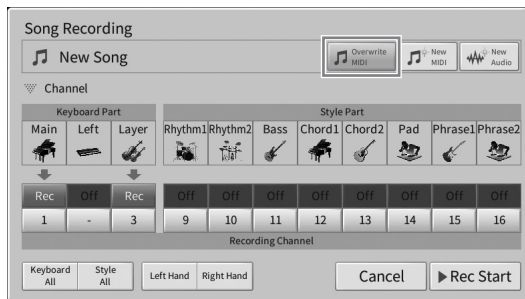 Song Recording
New Song
Overwrite
MIDI
New
MIDI
New
Audio
Channel
Keyboard Part
Style Part
Main Left Layer Rhythm1 Rhythm2 Bass Chord1 Chord2 Pad Phrase1 Phrase2
Rec Off Rec Off Off Off Off Off Off Off Off
1 - 3 9 10 11 12 13 14 15 16
Recording Channel
Keyboard
All
Style
All
Left Hand Right Hand
Cancel
Rec Start